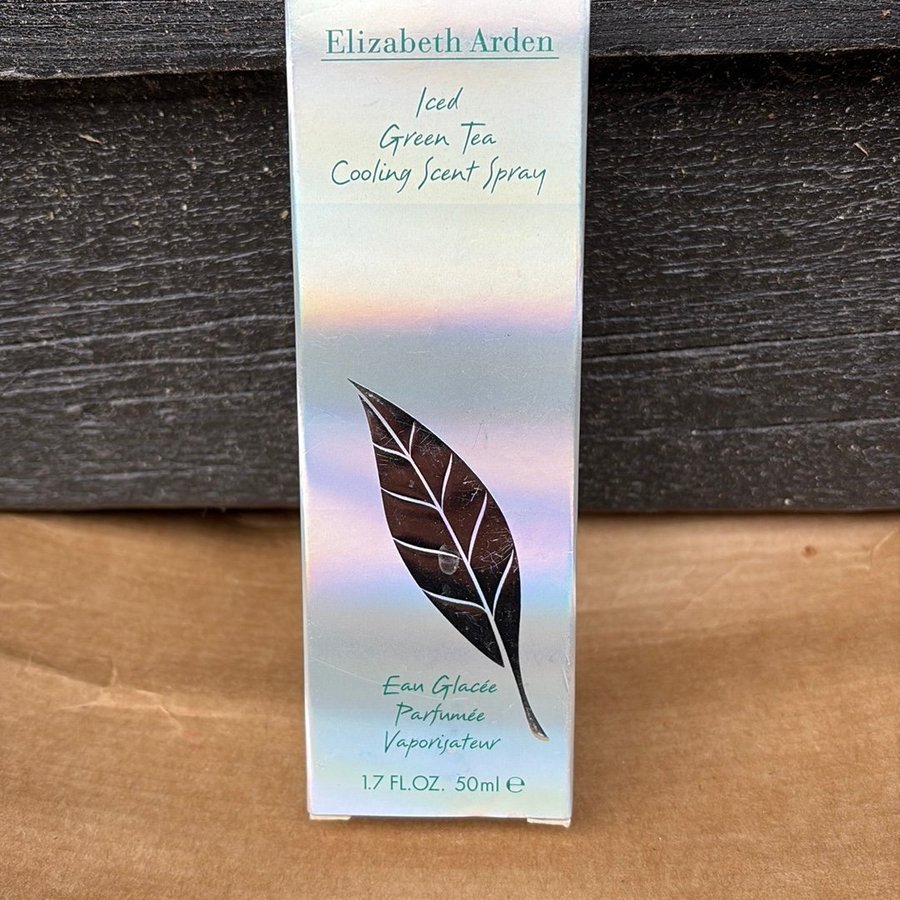 Elizabeth Arden
Iced
Green Tea
Cooling Scent Spray
Eau Glacée
Parfumée
Vaporisateur
1.7 FL.OZ. 50ml ℮